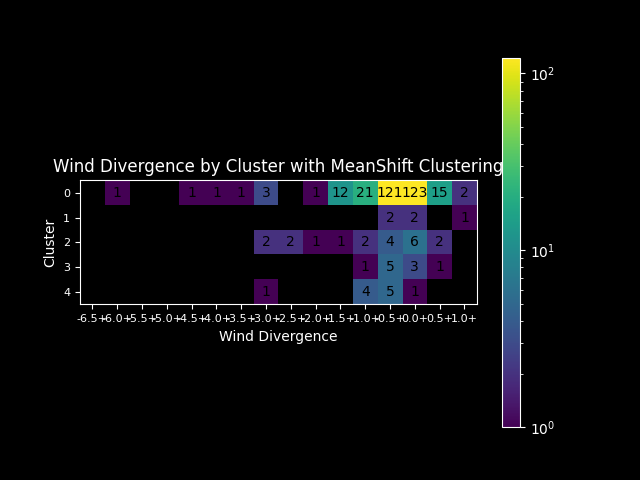 Wind Divergence by Cluster with MeanShift Clustering
10²
0 1 1 1 1 3 1 12 21 121 123 15 2
1 2 2 1
Cluster
2 2 2 1 1 2 4 6 2
10¹
3 1 5 3 1
4 1 4 5 1
-6.5+ -6.0+ -5.5+ -5.0+ -4.5+ -4.0+ -3.5+ -3.0+ -2.5+ -2.0+ -1.5+ -1.0+ -0.5+ 0.0+ 0.5+ 1.0+
Wind Divergence
10⁰